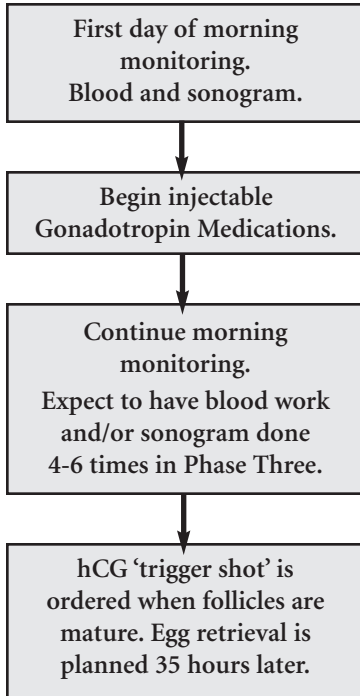 First day of morning
monitoring.
Blood and sonogram.
Begin injectable
Gonadotropin Medications.
Continue morning
monitoring.
Expect to have blood work
and/or sonogram done
4-6 times in Phase Three.
hCG ‘trigger shot’ is
ordered when follicles are
mature. Egg retrieval is
planned 35 hours later.